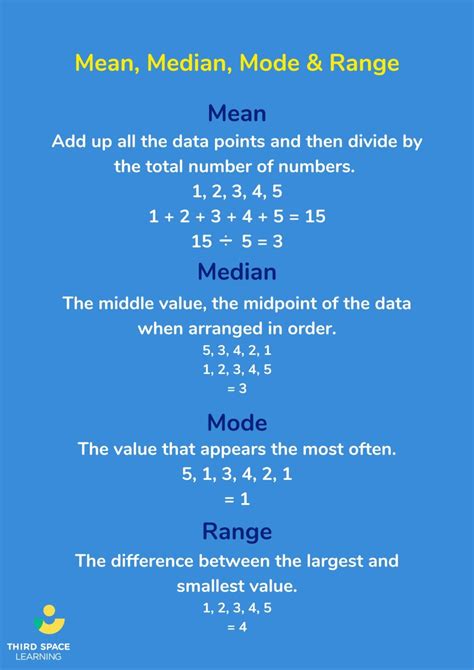 Mean, Median, Mode & Range
Mean
Add up all the data points and then divide by
the total number of numbers.
1, 2, 3, 4, 5
1 + 2 + 3 + 4 + 5 = 15
15 ÷ 5 = 3
Median
The middle value, the midpoint of the data
when arranged in order.
5, 3, 4, 2, 1
1, 2, 3, 4, 5
= 3
Mode
The value that appears the most often.
5, 1, 3, 4, 2, 1
= 1
Range
The difference between the largest and
smallest value.
1, 2, 3, 4, 5
= 4
THIRD SPACE
LEARNING